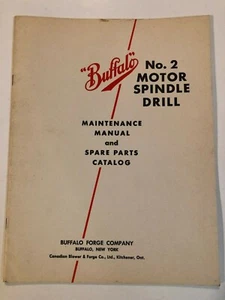 "Buffalo"
No. 2
MOTOR
SPINDLE
DRILL
MAINTENANCE
MANUAL
and
SPARE PARTS
CATALOG
BUFFALO FORGE COMPANY
BUFFALO, NEW YORK
Canadian Blower & Forge Co., Ltd., Kitchener, Ont.